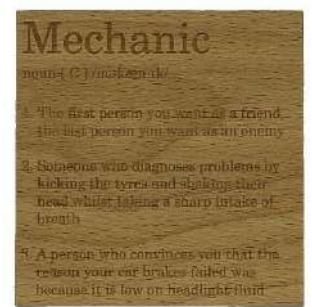 Mechanic
noun [ C ] /
1. The first person you want as a friend,
the last person you want as an enemy
2. Someone who diagnoses problems by
kicking the tyres and shaking their
head whilst taking a sharp intake of
breath
3. A person who convinces you that the
reason your car brakes failed was
because it is low on headlight fluid.